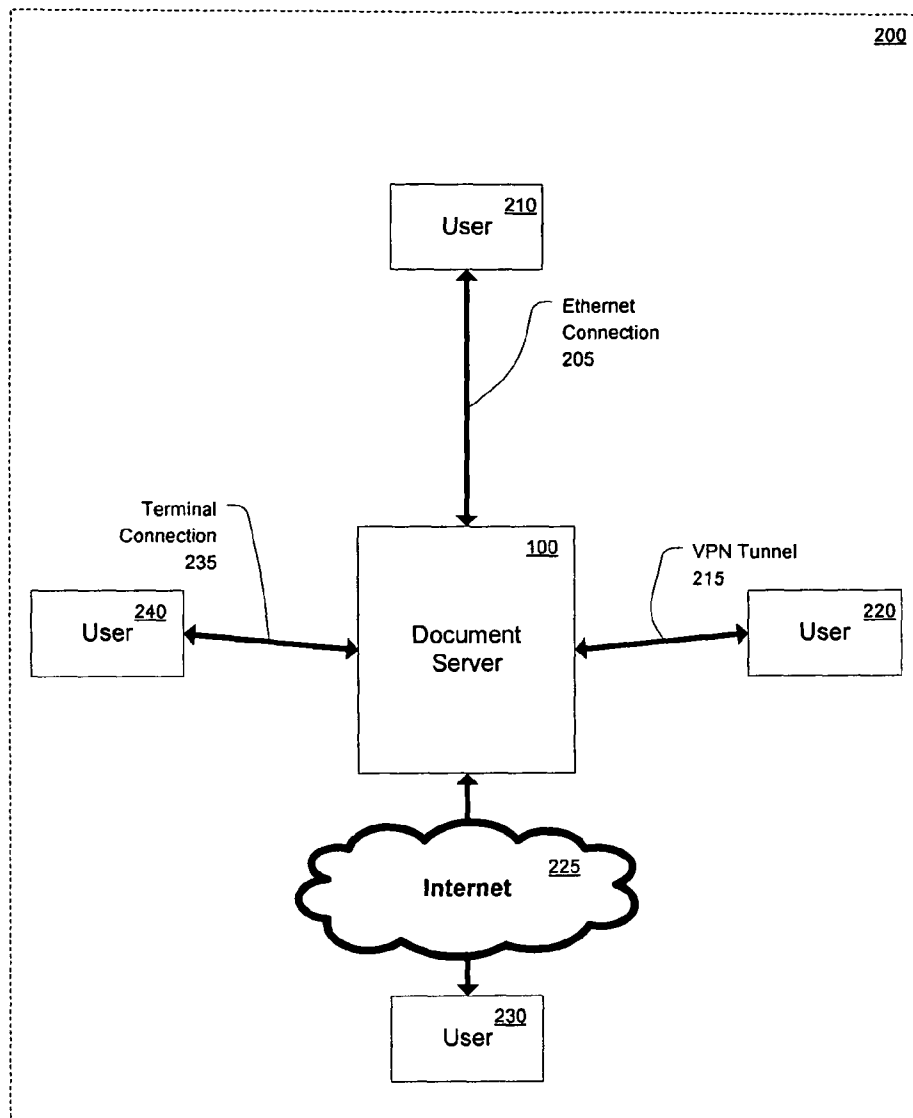 200
210
User
Ethernet
Connection
205
Terminal
Connection
235
100
Document
Server
VPN Tunnel
215
240
User
220
User
225
Internet
230
User